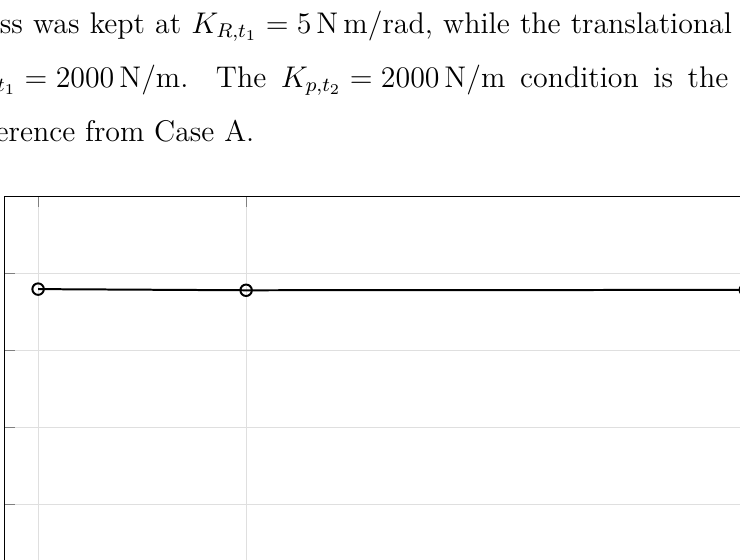 ss was kept at K_{R,t_1} = 5 N m/rad, while the translational
t_1 = 2000 N/m. The K_{p,t_2} = 2000 N/m condition is the
erence from Case A.